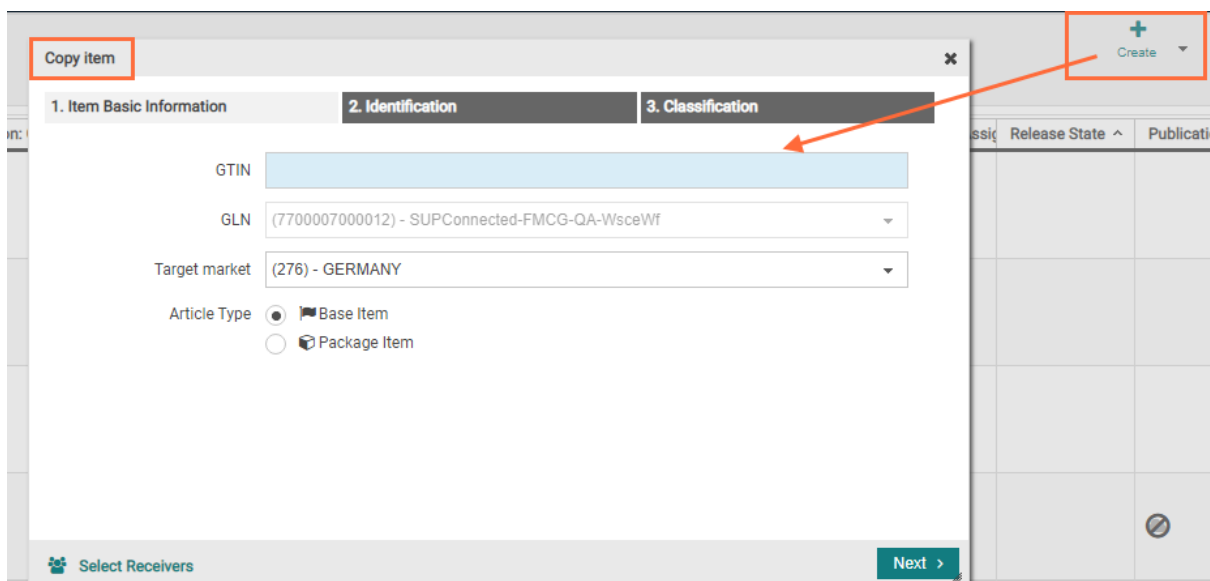 Create
Copy item
1. Item Basic Information
2. Identification
3. Classification
on:
Release State
Publicati
GTIN
GLN
(7700007000012) - SUPConnected-FMCG-QA-WsceWf
Target market
(276) - GERMANY
Article Type
Base Item
Package Item
Select Receivers
Next >